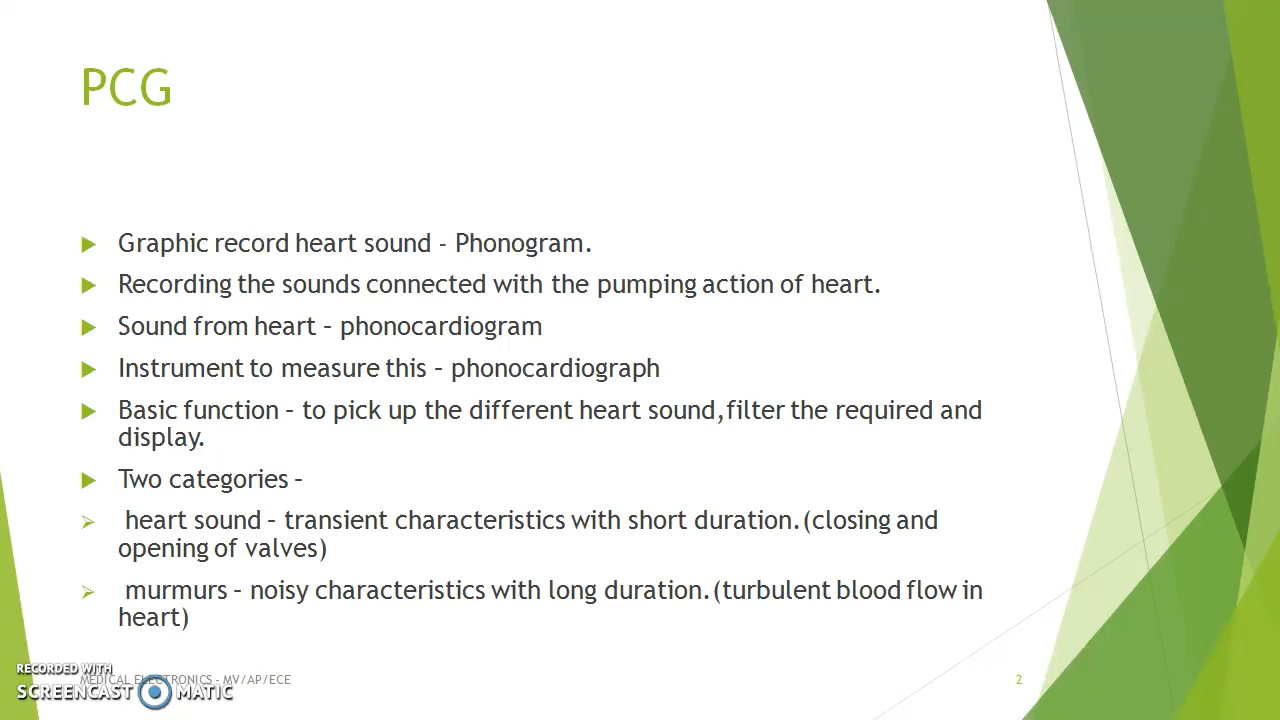 PCG
Graphic record heart sound - Phonogram.
Recording the sounds connected with the pumping action of heart.
Sound from heart – phonocardiogram
Instrument to measure this – phonocardiograph
Basic function – to pick up the different heart sound,filter the required and
display.
Two categories –
heart sound – transient characteristics with short duration.(closing and
opening of valves)
murmurs – noisy characteristics with long duration.(turbulent blood flow in
heart)
RECORDED WITH
SCREENCAST MATIC
MEDICAL ELECTRONICS - MV/AP/ECE
2